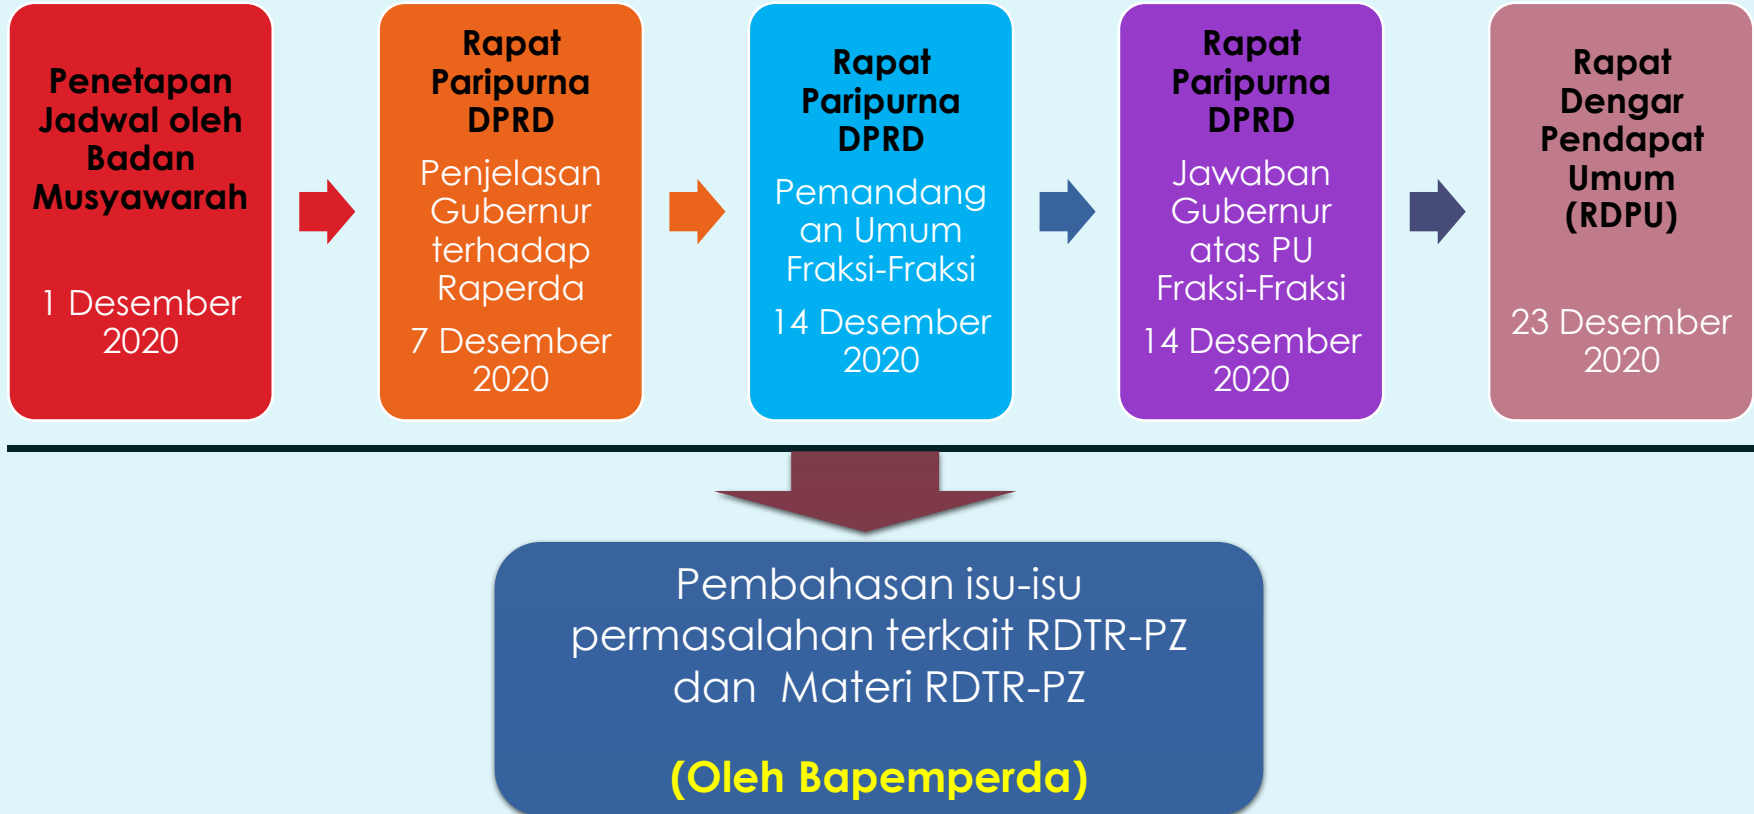 Penetapan
Jadwal oleh
Badan
Musyawarah
1 Desember
2020
Rapat
Paripurna
DPRD
Penjelasan
Gubernur
terhadap
Raperda
7 Desember
2020
Rapat
Paripurna
DPRD
Pemandang
an Umum
Fraksi-Fraksi
14 Desember
2020
Rapat
Paripurna
DPRD
Jawaban
Gubernur
atas PU
Fraksi-Fraksi
14 Desember
2020
Rapat
Dengar
Pendapat
Umum
(RDPU)
23 Desember
2020
Pembahasan isu-isu
permasalahan terkait RDTR-PZ
dan Materi RDTR-PZ
(Oleh Bapemperda)